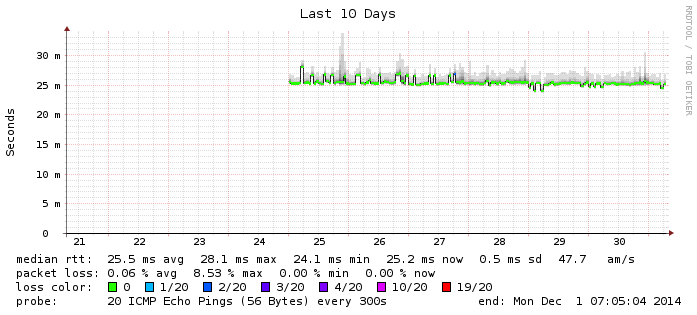 Last 10 Days
RRDTOOL / TOBI OETIKER
Seconds
30 m
25 m
20 m
15 m
10 m
5 m
0
21 22 23 24 25 26 27 28 29 30
median rtt: 25.5 ms avg 28.1 ms max 24.1 ms min 25.2 ms now 0.5 ms sd 47.7 am/s
packet loss: 0.06 % avg 8.53 % max 0.00 % min 0.00 % now
loss color: 0 1/20 2/20 3/20 4/20 10/20 19/20
probe: 20 ICMP Echo Pings (56 Bytes) every 300s end: Mon Dec 1 07:05:04 2014